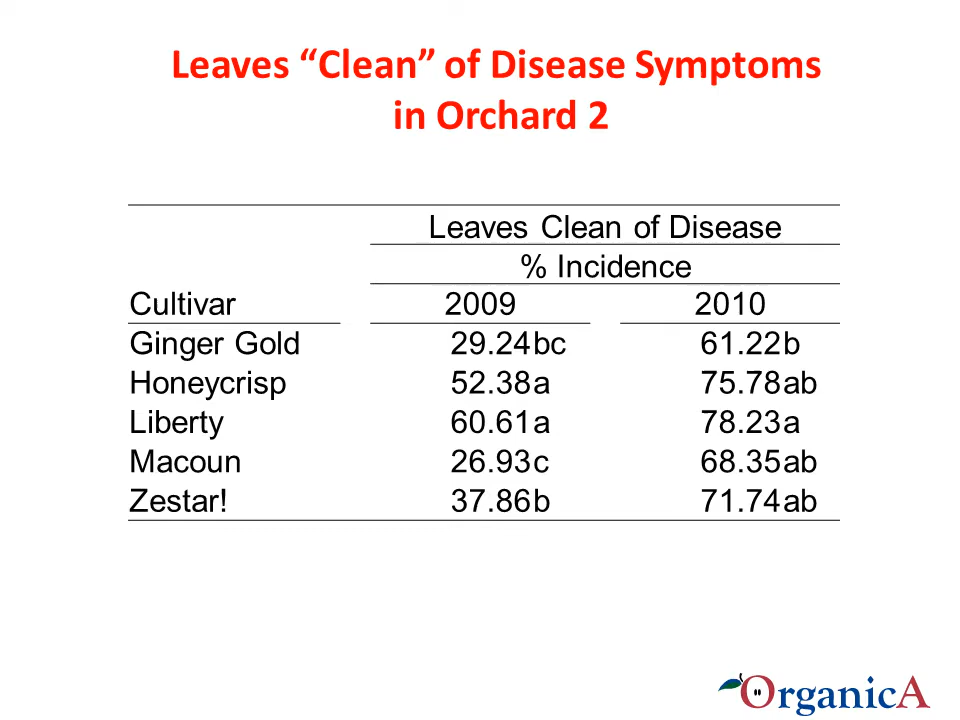 Leaves “Clean” of Disease Symptoms
in Orchard 2
Leaves Clean of Disease
% Incidence
Cultivar 2009 2010
Ginger Gold 29.24bc 61.22b
Honeycrisp 52.38a 75.78ab
Liberty 60.61a 78.23a
Macoun 26.93c 68.35ab
Zestar! 37.86b 71.74ab
OrganicA